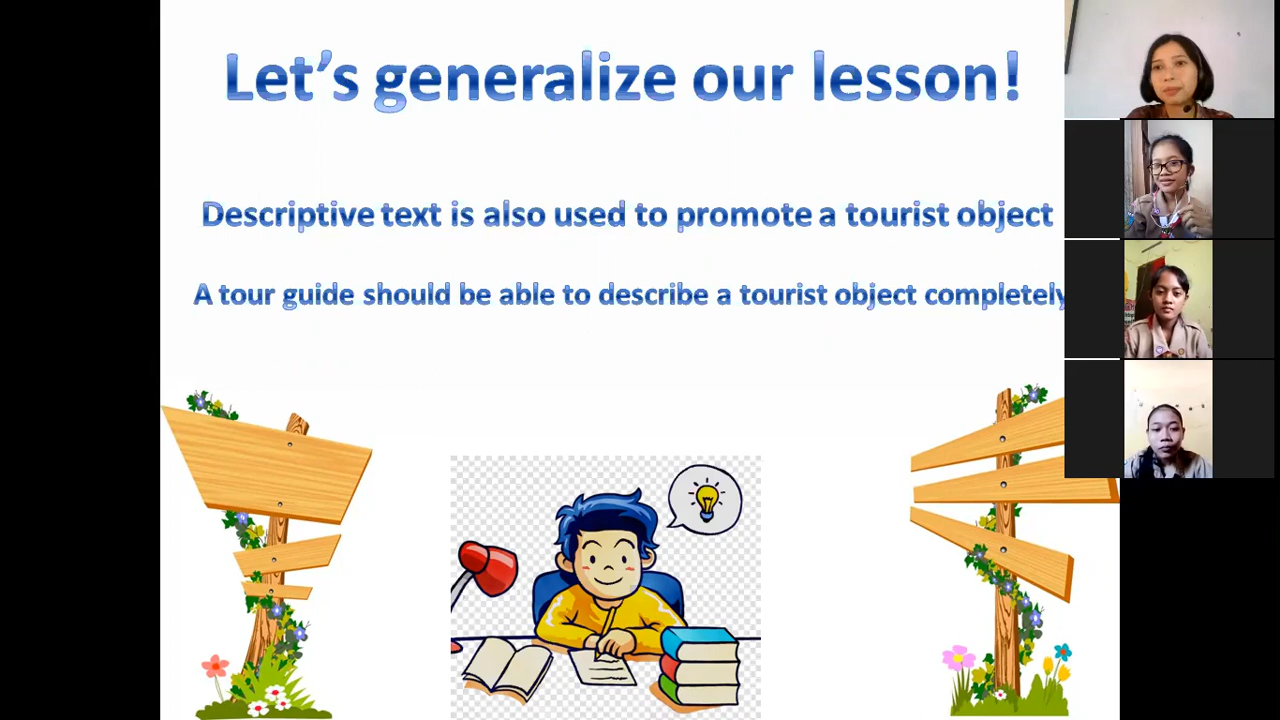 Let's generalize our lesson!
Descriptive text is also used to promote a tourist object
A tour guide should be able to describe a tourist object completely